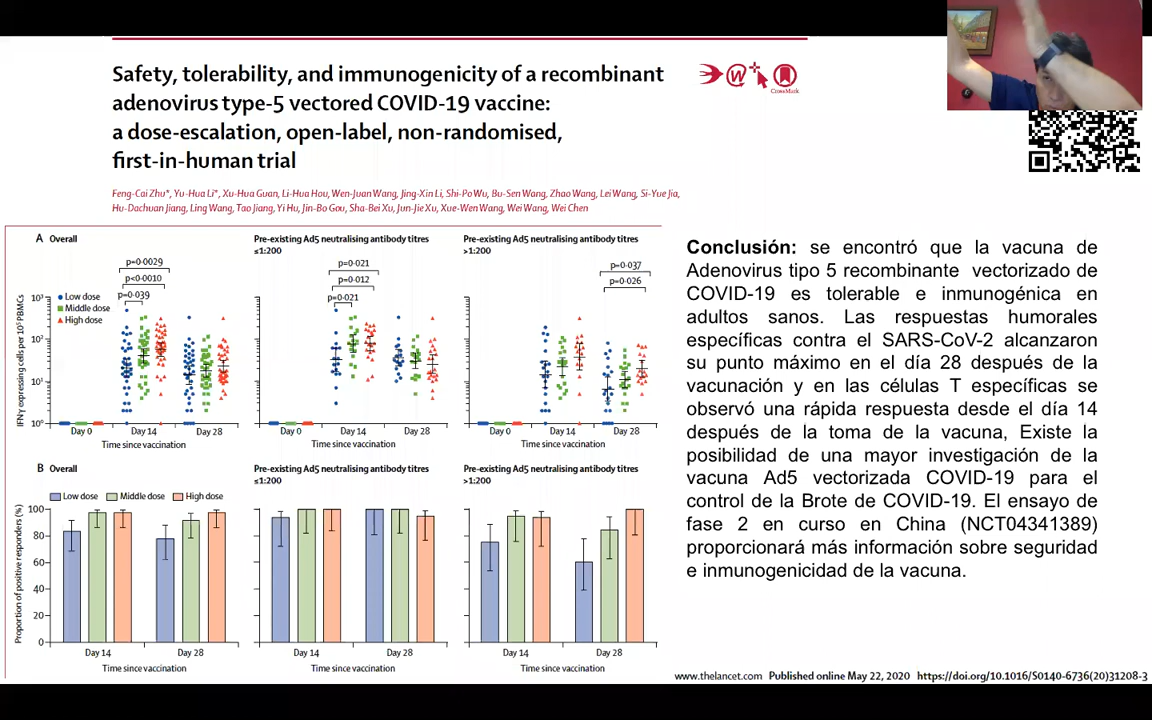 Safety, tolerability, and immunogenicity of a recombinant
adenovirus type-5 vectored COVID-19 vaccine:
a dose-escalation, open-label, non-randomised,
first-in-human trial
CrossMark
Feng-Cai Zhu*, Yu-Hua Li*, Xu-Hua Guan, Li-Hua Hou, Wen-Juan Wang, Jing-Xin Li, Shi-Po Wu, Bu-Sen Wang, Zhao Wang, Lei Wang, Si-Yue Jia,
Hu-Dachuan Jiang, Ling Wang, Tao Jiang, Yi Hu, Jin-Bo Gou, Sha-Bei Xu, Jun-Jie Xu, Xue-Wen Wang, Wei Wang, Wei Chen
A Overall
Pre-existing Ad5 neutralising antibody titres
≤1:200
Pre-existing Ad5 neutralising antibody titres
>1:200
p=0·0029
p<0·0010
p=0·039
p=0·021
p=0·012
p=0·021
p=0·037
p=0·026
Low dose
Middle dose
High dose
IFNγ expressing cells per 10⁵ PBMCs
10³
10²
10¹
10⁰
Day 0 Day 14 Day 28
Time since vaccination
Day 0 Day 14 Day 28
Time since vaccination
Day 0 Day 14 Day 28
Time since vaccination
B Overall
Pre-existing Ad5 neutralising antibody titres
≤1:200
Pre-existing Ad5 neutralising antibody titres
>1:200
Low dose Middle dose High dose
Proportion of positive responders (%)
100
80
60
40
20
0
Day 14 Day 28
Time since vaccination
Day 14 Day 28
Time since vaccination
Day 14 Day 28
Time since vaccination
Conclusión: se encontró que la vacuna de
Adenovirus tipo 5 recombinante vectorizado de
COVID-19 es tolerable e inmunogénica en
adultos sanos. Las respuestas humorales
específicas contra el SARS-CoV-2 alcanzaron
su punto máximo en el día 28 después de la
vacunación y en las células T específicas se
observó una rápida respuesta desde el día 14
después de la toma de la vacuna, Existe la
posibilidad de una mayor investigación de la
vacuna Ad5 vectorizada COVID-19 para el
control de la Brote de COVID-19. El ensayo de
fase 2 en curso en China (NCT04341389)
proporcionará más información sobre seguridad
e inmunogenicidad de la vacuna.
www.thelancet.com Published online May 22, 2020 https://doi.org/10.1016/S0140-6736(20)31208-3